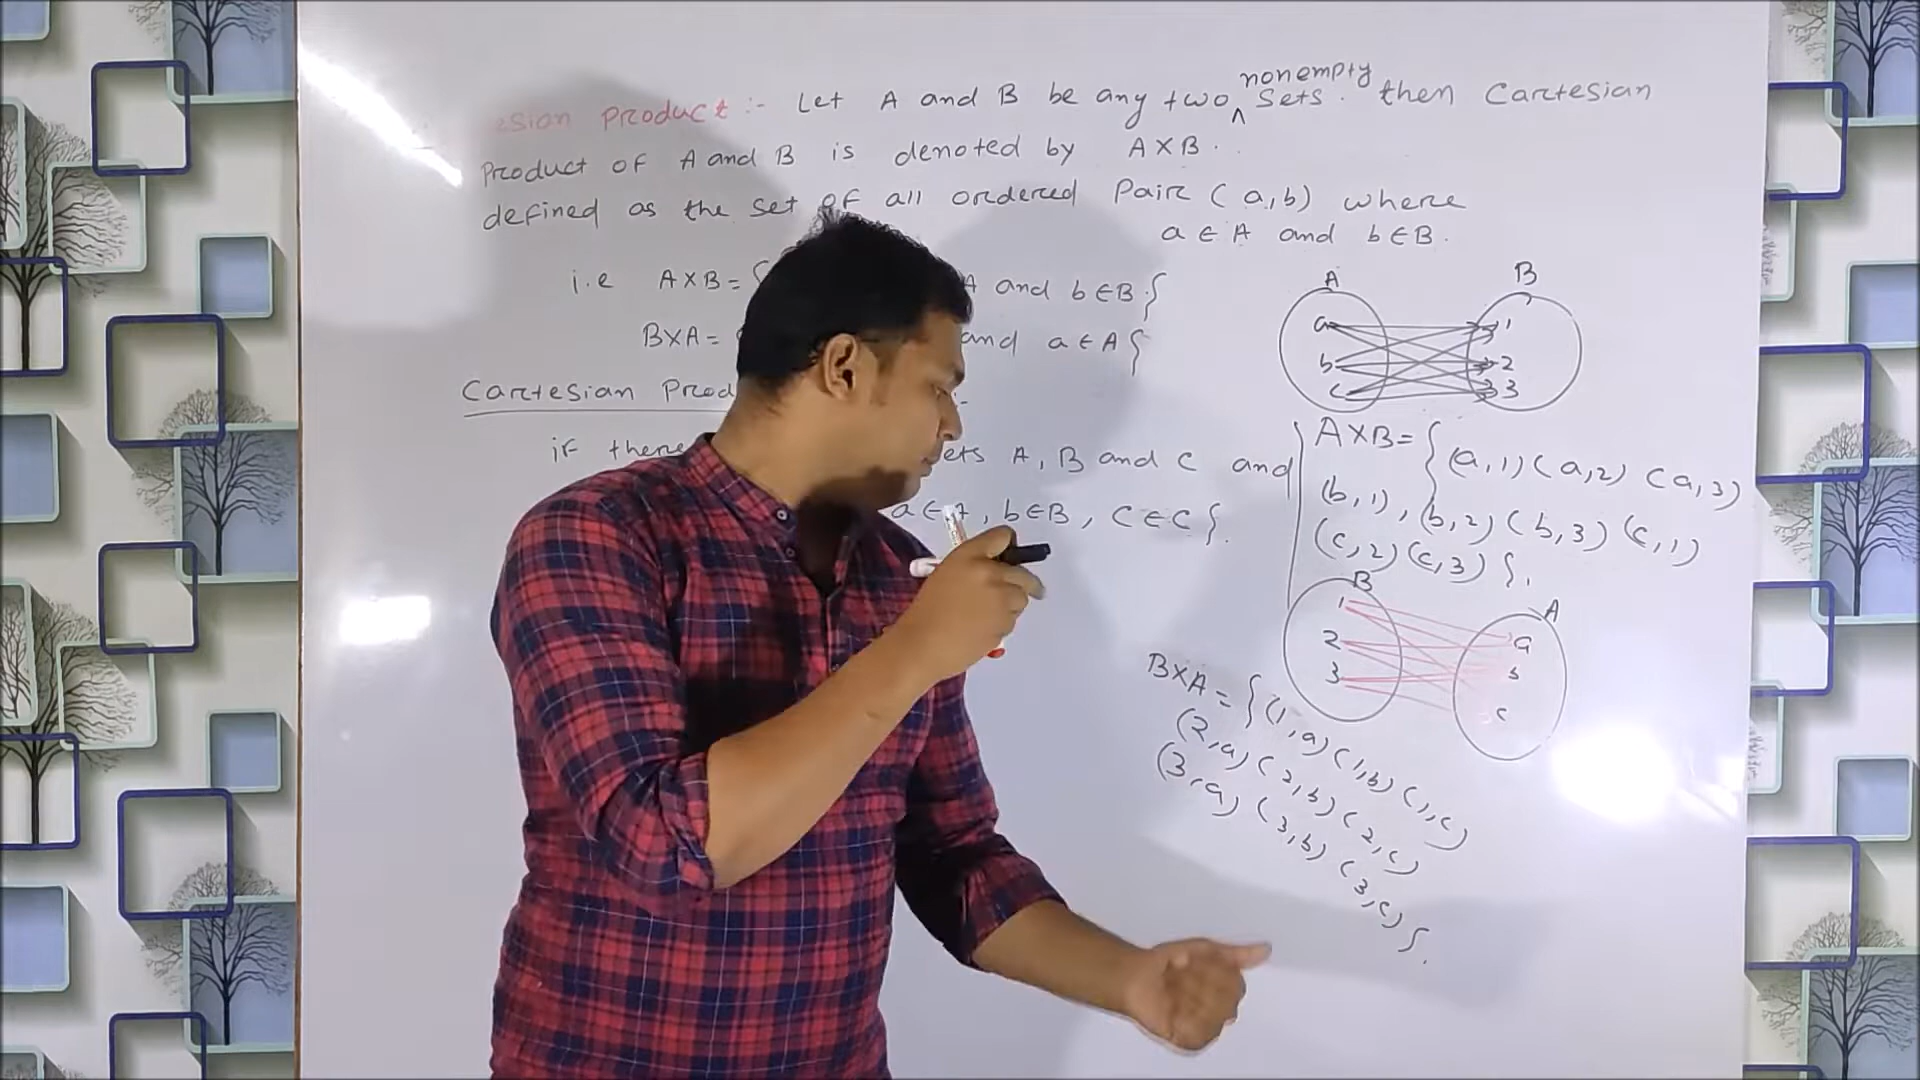 Product :- Let A and B be any two ^ nonempty sets. then Cartesian
Product of A and B is denoted by A X B.
defined as the set of all ordered Pair (a,b) where
a ∈ A and b ∈ B.
i.e A X B = { A and b ∈ B }
B X A = and a ∈ A }
Cartesian
if there A, B and C and
a ∈ A, b ∈ B, C ∈ C }.
A B
a 1
b 2
c 3
A X B = { (a,1) (a,2) (a,3)
(b,1), (b,2) (b,3) (c,1)
(c,2) (c,3) }.
B A
1 a
2 b
3 c
B X A = { (1,a) (1,b) (1,c)
(2,a) (2,b) (2,c)
(3,a) (3,b) (3,c) }.